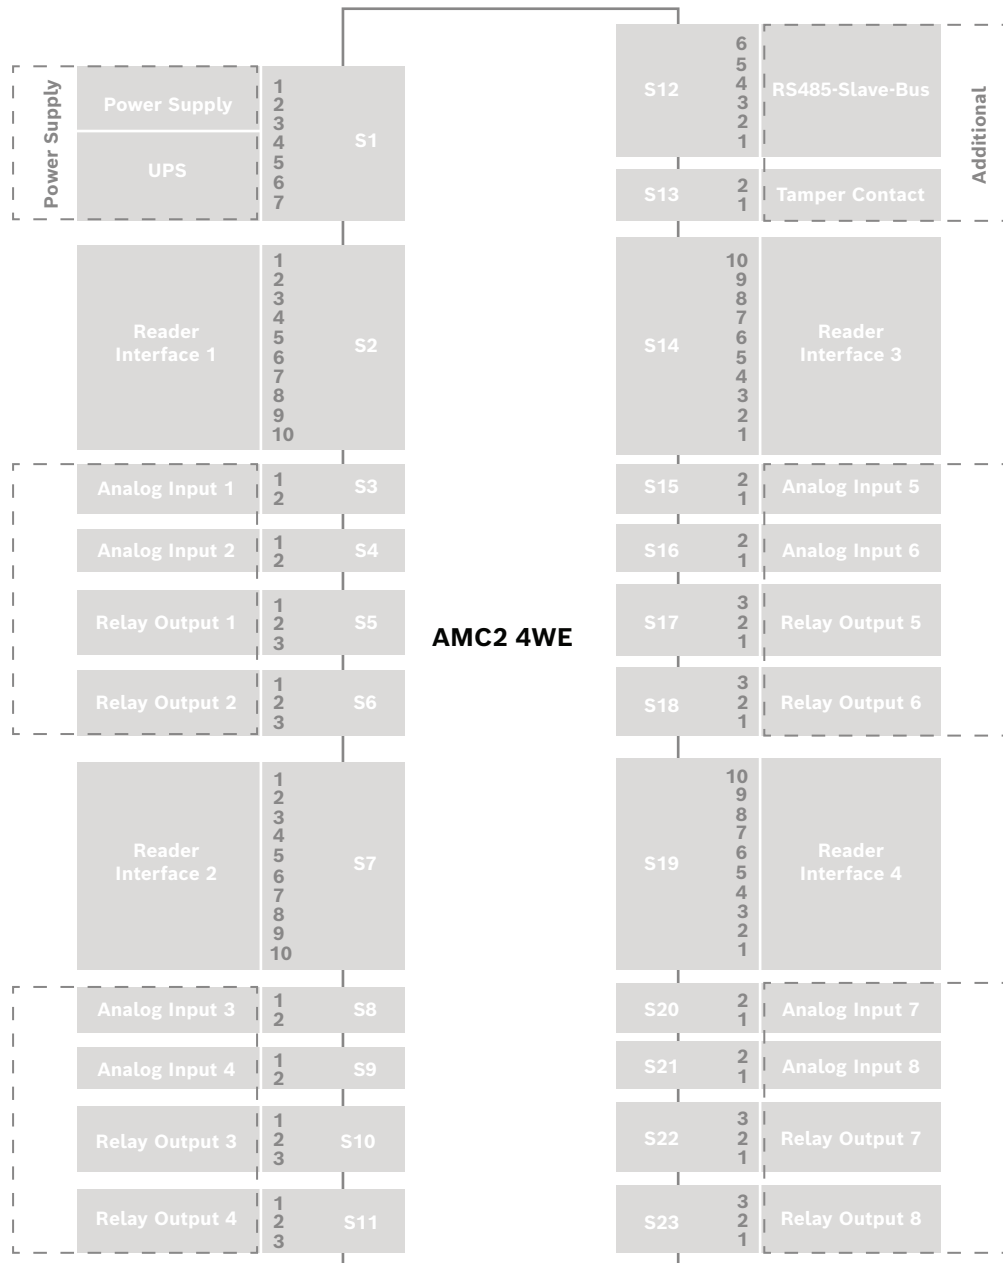 Power Supply
Power Supply
UPS
1
2
3
4
5
6
7
S1
Reader
Interface 1
1
2
3
4
5
6
7
8
9
10
S2
Analog Input 1
1
2
S3
Analog Input 2
1
2
S4
Relay Output 1
1
2
3
S5
Relay Output 2
1
2
3
S6
Reader
Interface 2
1
2
3
4
5
6
7
8
9
10
S7
Analog Input 3
1
2
S8
Analog Input 4
1
2
S9
Relay Output 3
1
2
3
S10
Relay Output 4
1
2
3
S11
AMC2 4WE
S12
6
5
4
3
2
1
RS485-Slave-Bus
Additional
S13
2
1
Tamper Contact
S14
10
9
8
7
6
5
4
3
2
1
Reader
Interface 3
S15
2
1
Analog Input 5
S16
2
1
Analog Input 6
S17
3
2
1
Relay Output 5
S18
3
2
1
Relay Output 6
S19
10
9
8
7
6
5
4
3
2
1
Reader
Interface 4
S20
2
1
Analog Input 7
S21
2
1
Analog Input 8
S22
3
2
1
Relay Output 7
S23
3
2
1
Relay Output 8